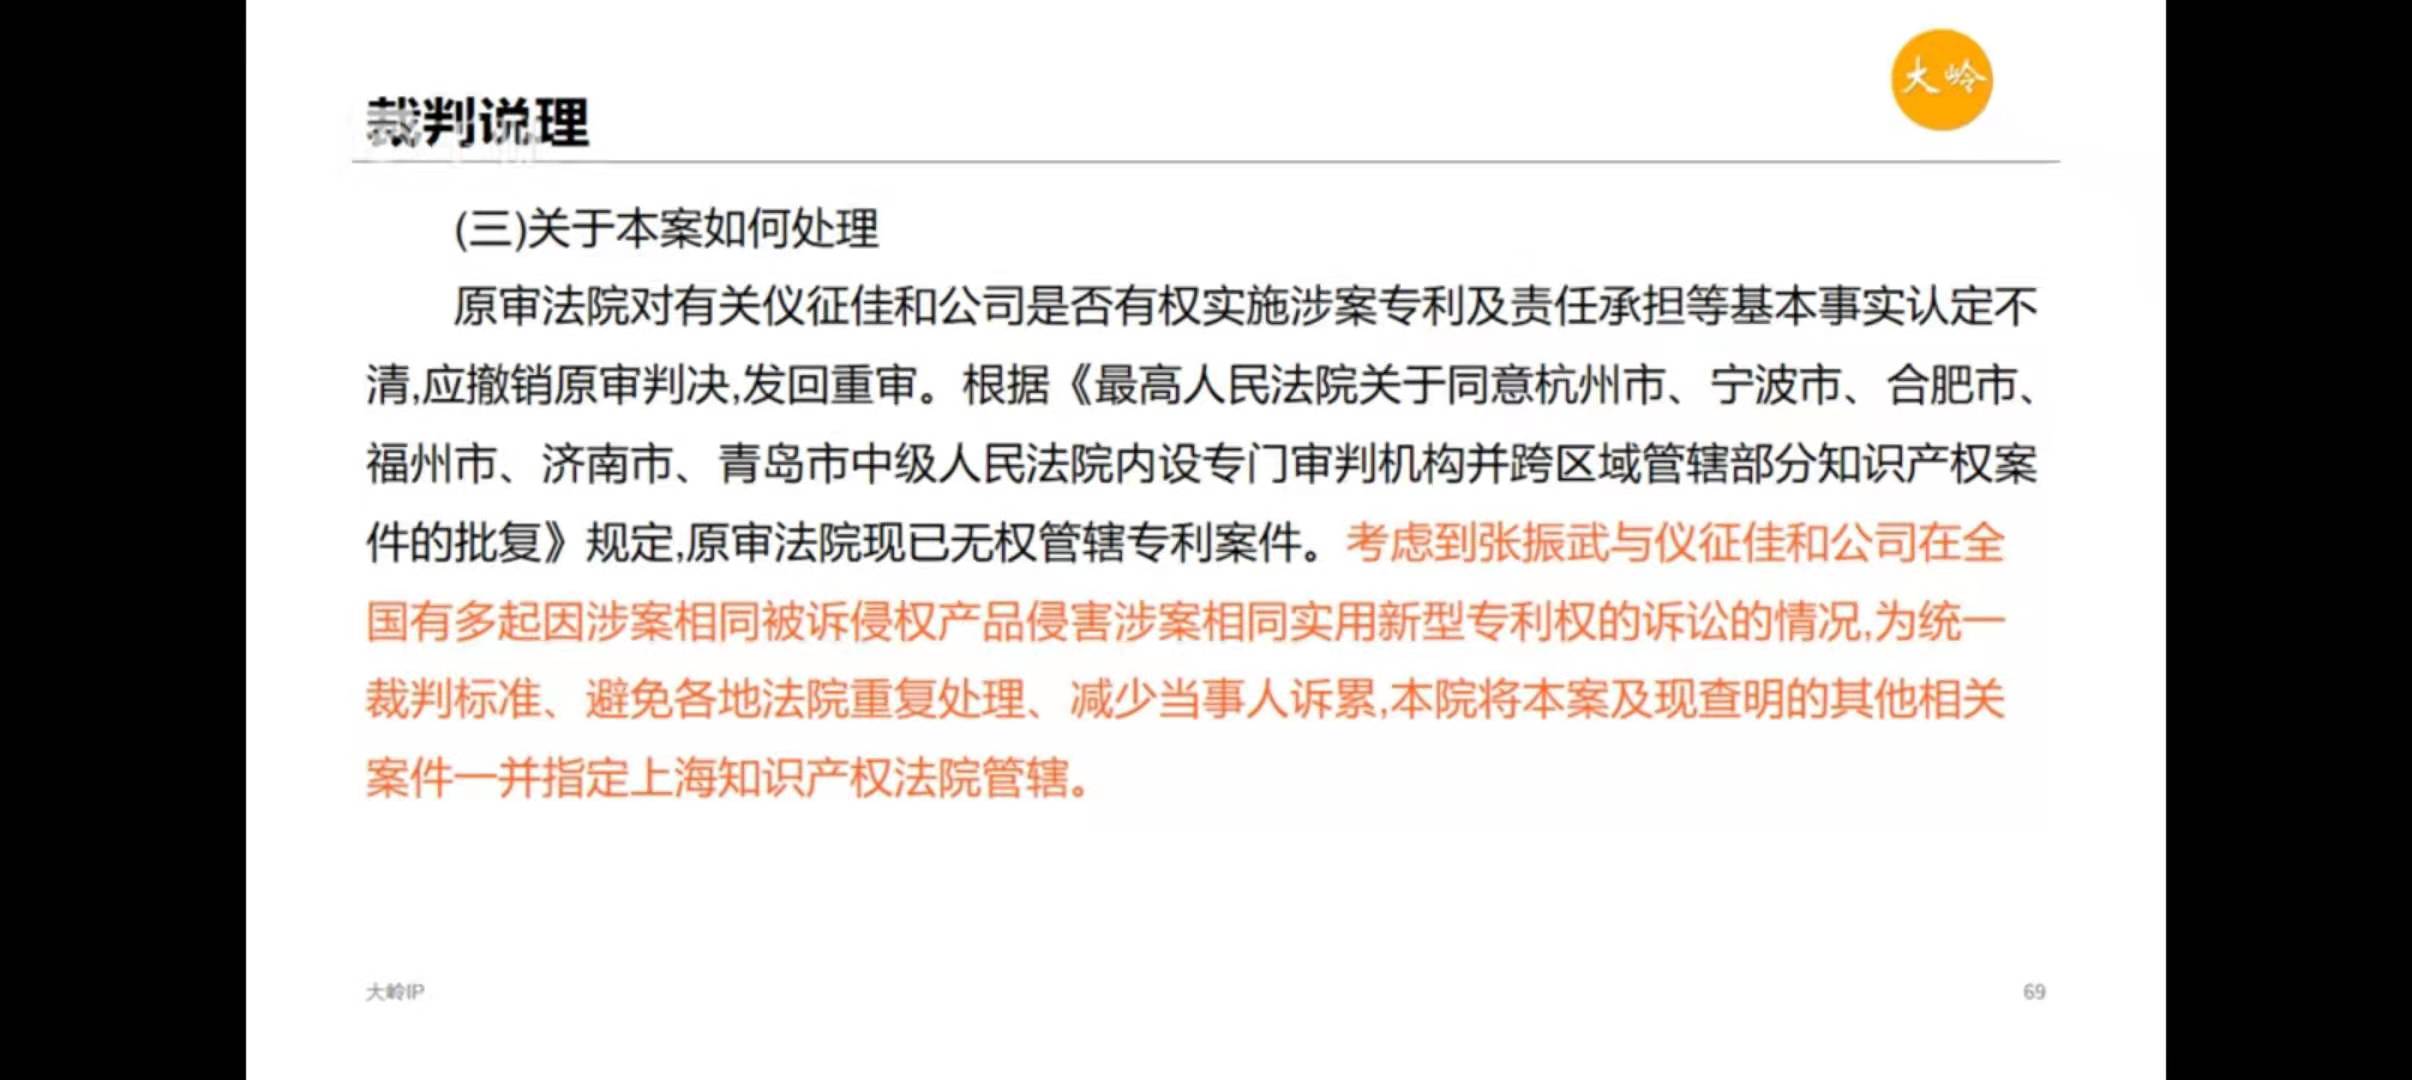 大岭
裁判说理
(三)关于本案如何处理
原审法院对有关仪征佳和公司是否有权实施涉案专利及责任承担等基本事实认定不
清,应撤销原审判决,发回重审。根据《最高人民法院关于同意杭州市、宁波市、合肥市、
福州市、济南市、青岛市中级人民法院内设专门审判机构并跨区域管辖部分知识产权案
件的批复》规定,原审法院现已无权管辖专利案件。考虑到张振武与仪征佳和公司在全
国有多起因涉案相同被诉侵权产品侵害涉案相同实用新型专利权的诉讼的情况,为统一
裁判标准、避免各地法院重复处理、减少当事人诉累,本院将本案及现查明的其他相关
案件一并指定上海知识产权法院管辖。
大岭IP
69